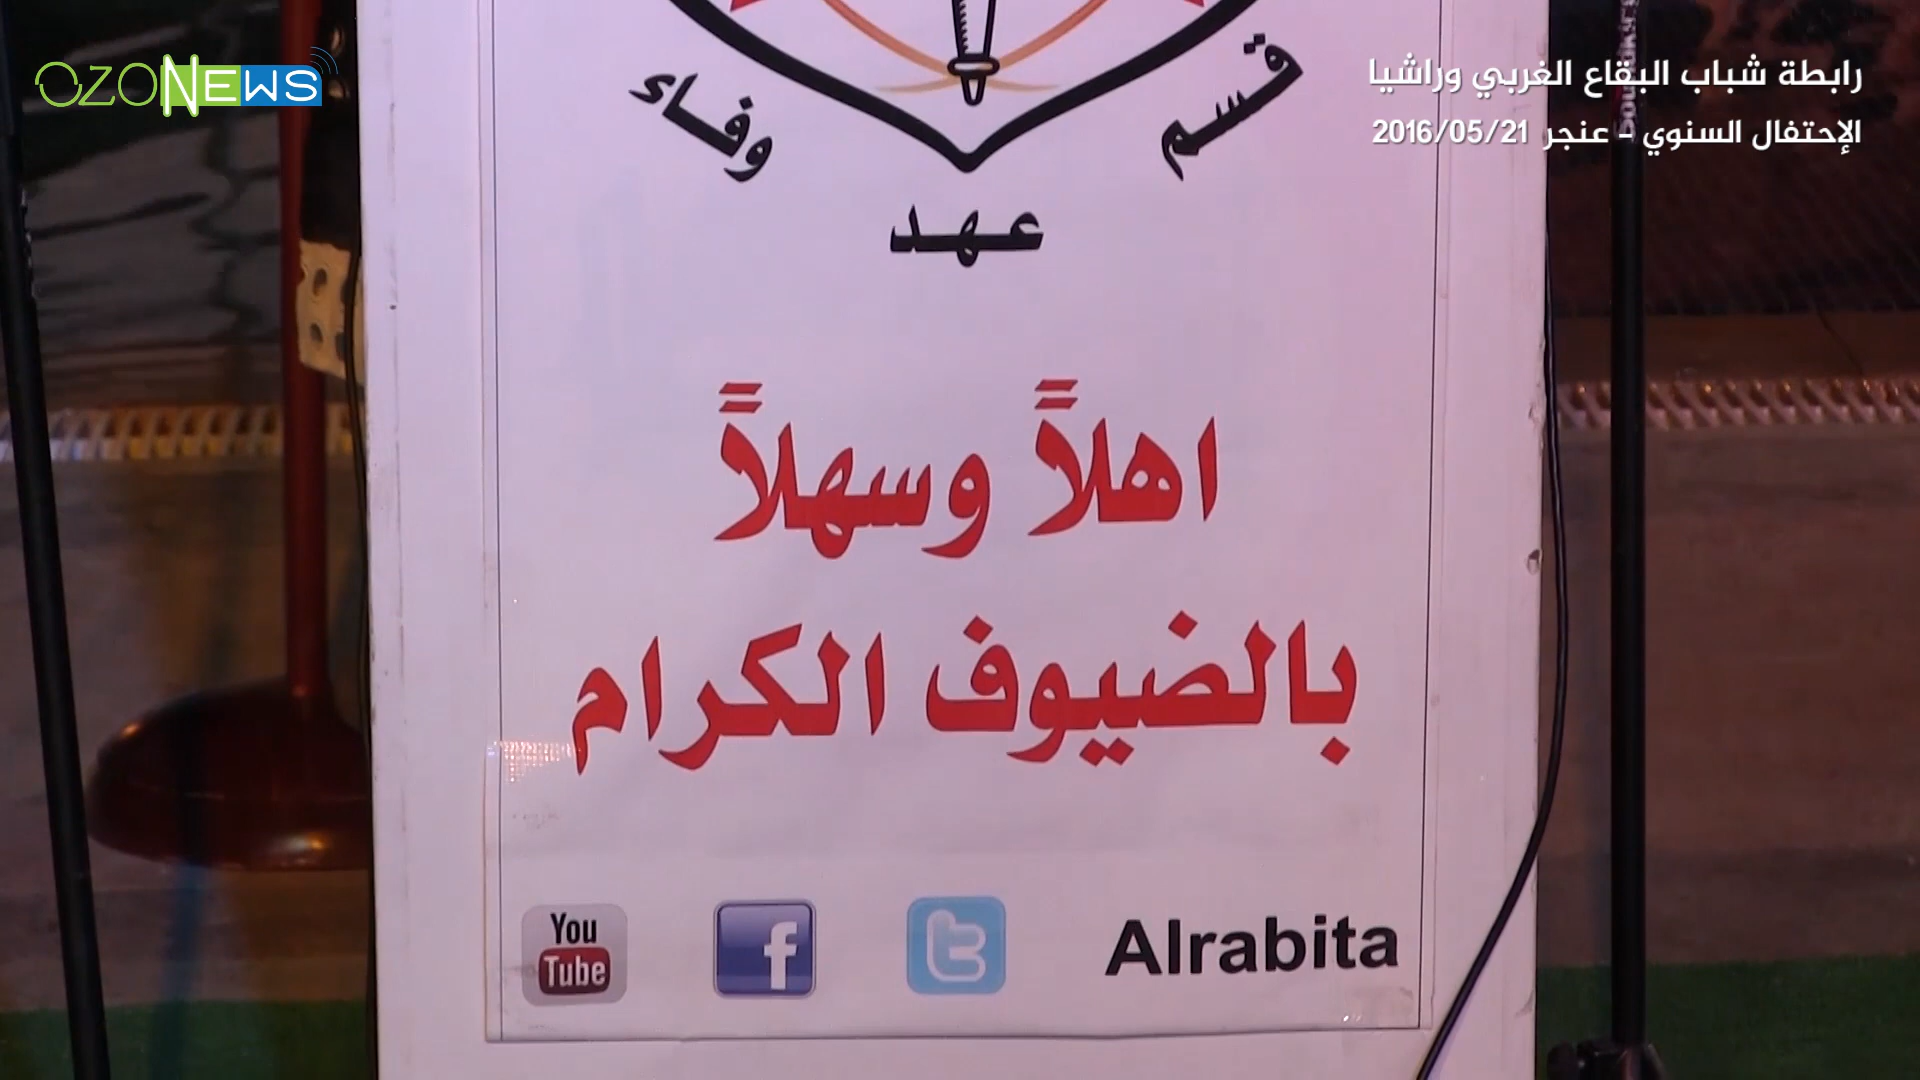 OZONEWS
رابطة شباب البقاع الغربي وراشيا
الإحتفال السنوي - عنجر 2016/05/21
قسم
عهد
وفاء
اهلاً وسهلاً
بالضيوف الكرام
You Tube
f
t
Alrabita